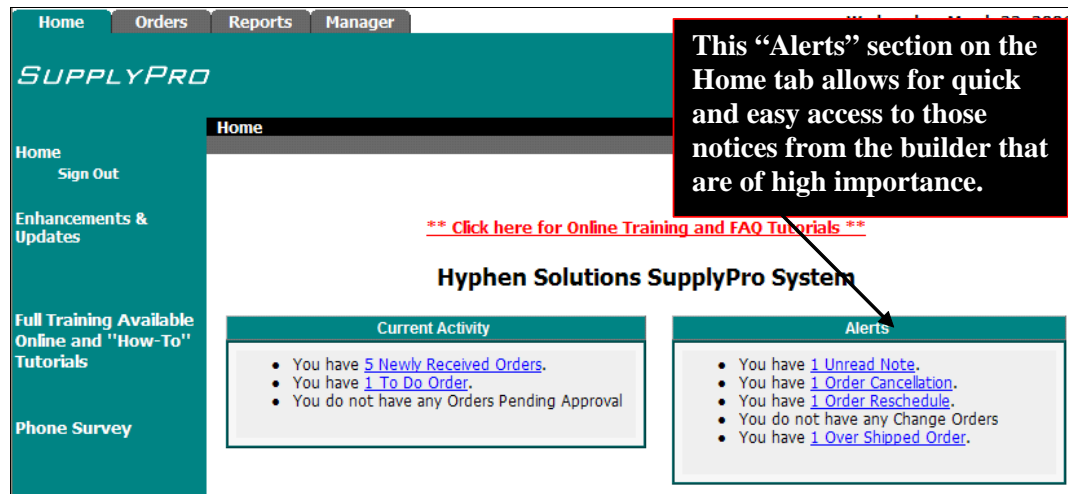 Home Orders Reports Manager
This “Alerts” section on the
Home tab allows for quick
and easy access to those
notices from the builder that
are of high importance.
SUPPLYPRO
Home
Home
Sign Out
Enhancements &
Updates
** Click here for Online Training and FAQ Tutorials **
Hyphen Solutions SupplyPro System
Full Training Available
Online and "How-To"
Tutorials
Phone Survey
Current Activity
• You have 5 Newly Received Orders.
• You have 1 To Do Order.
• You do not have any Orders Pending Approval
Alerts
• You have 1 Unread Note.
• You have 1 Order Cancellation.
• You have 1 Order Reschedule.
• You do not have any Change Orders
• You have 1 Over Shipped Order.